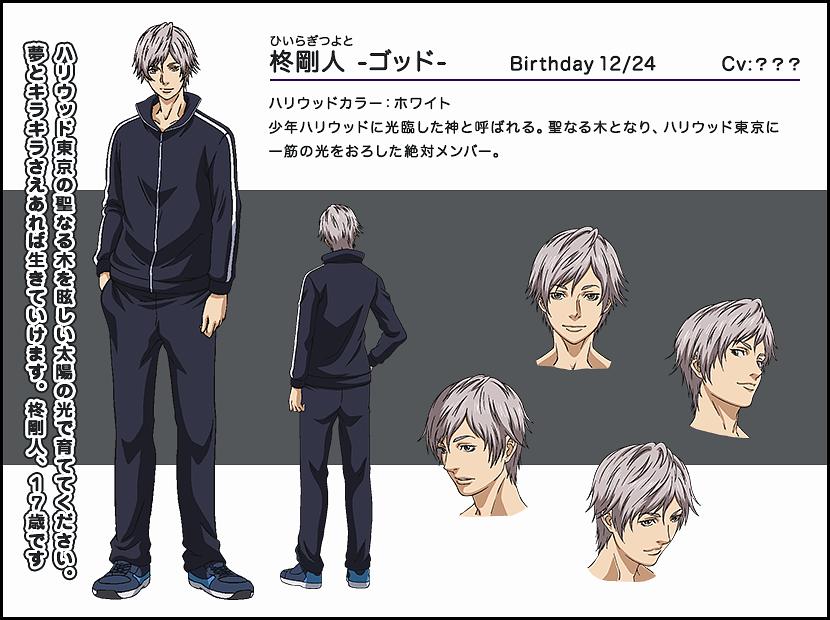 ひいらぎつよと
柊剛人 -ゴッド-
Birthday 12/24
Cv:???
ハリウッドカラー:ホワイト
少年ハリウッドに光臨した神と呼ばれる。聖なる木となり、ハリウッド東京に
一筋の光をおろした絶対メンバー。
ハリウッド東京の聖なる木を眩しい太陽の光で育ててください。
夢とキラキラさえあれば生きていけます。柊剛人、17歳です